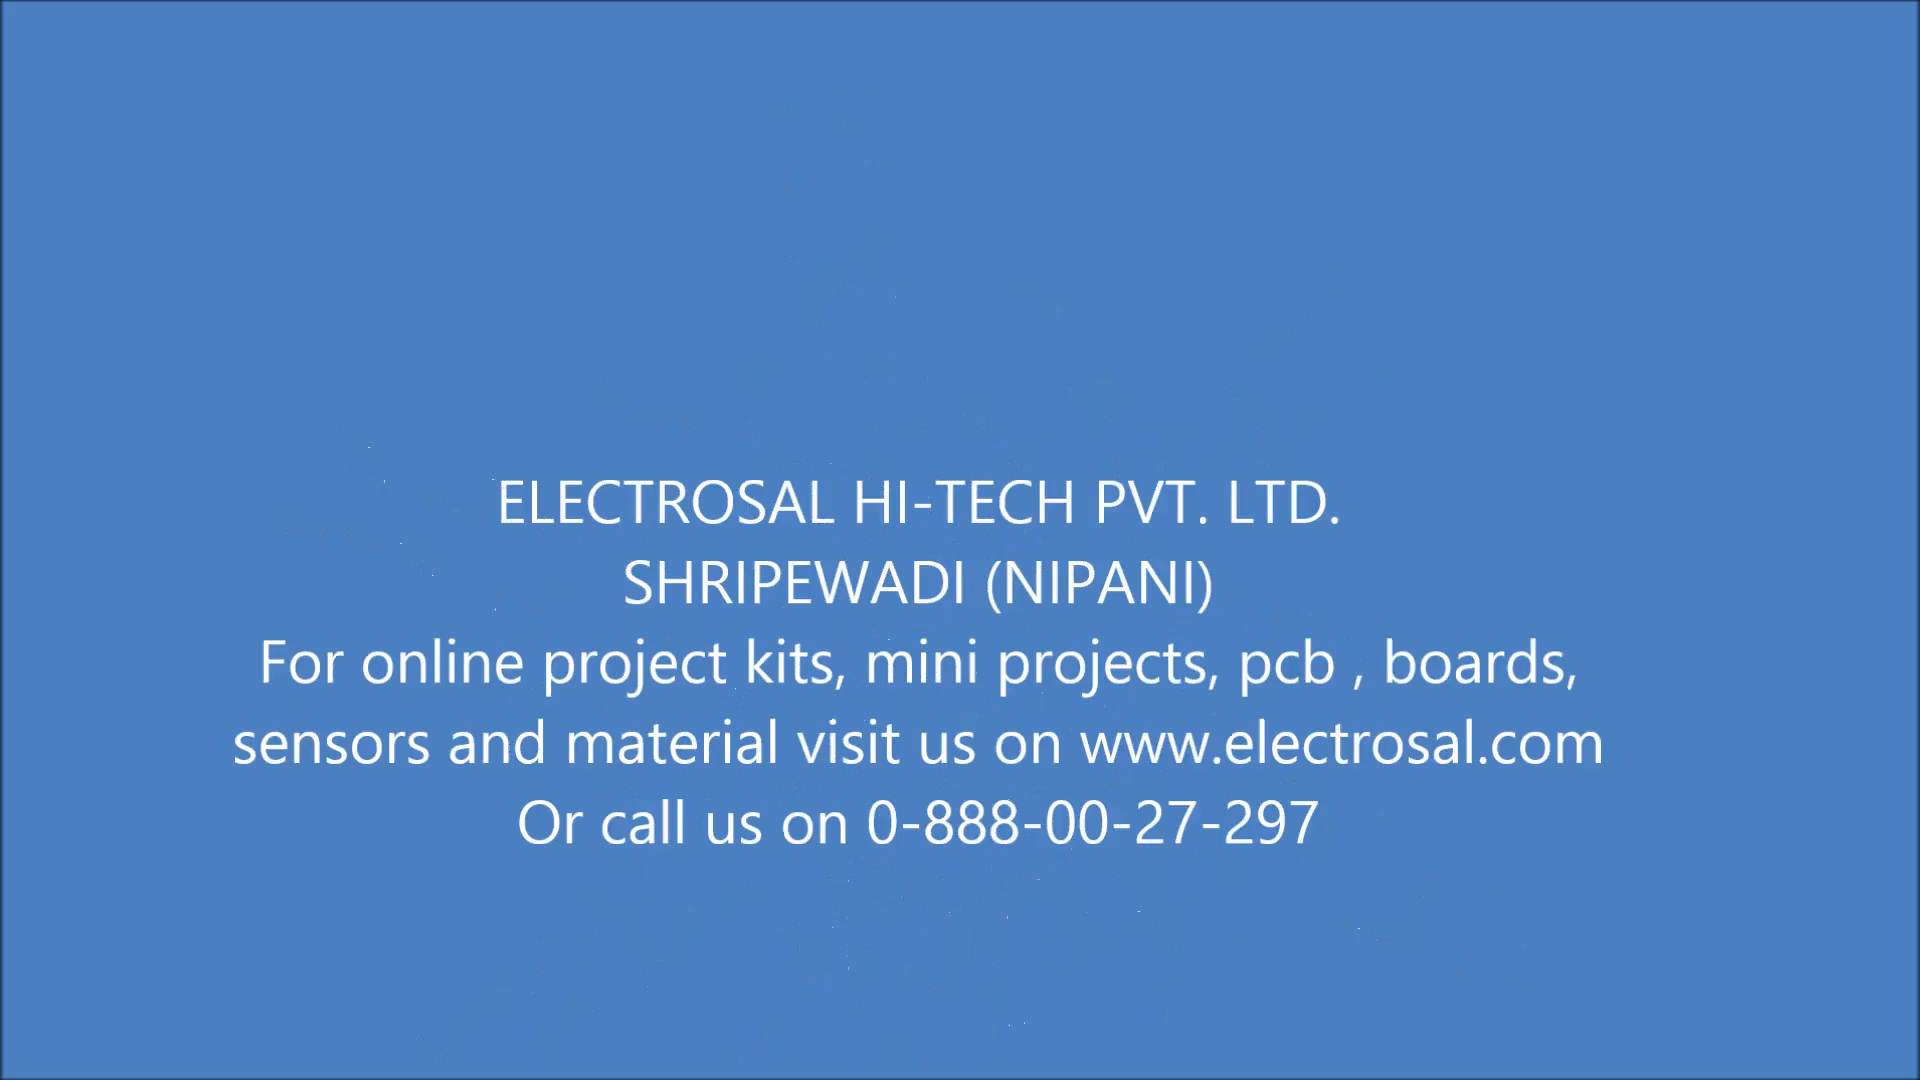 ELECTROSAL HI-TECH PVT. LTD.
SHRIPEWADI (NIPANI)
For online project kits, mini projects, pcb , boards,
sensors and material visit us on www.electrosal.com
Or call us on 0-888-00-27-297